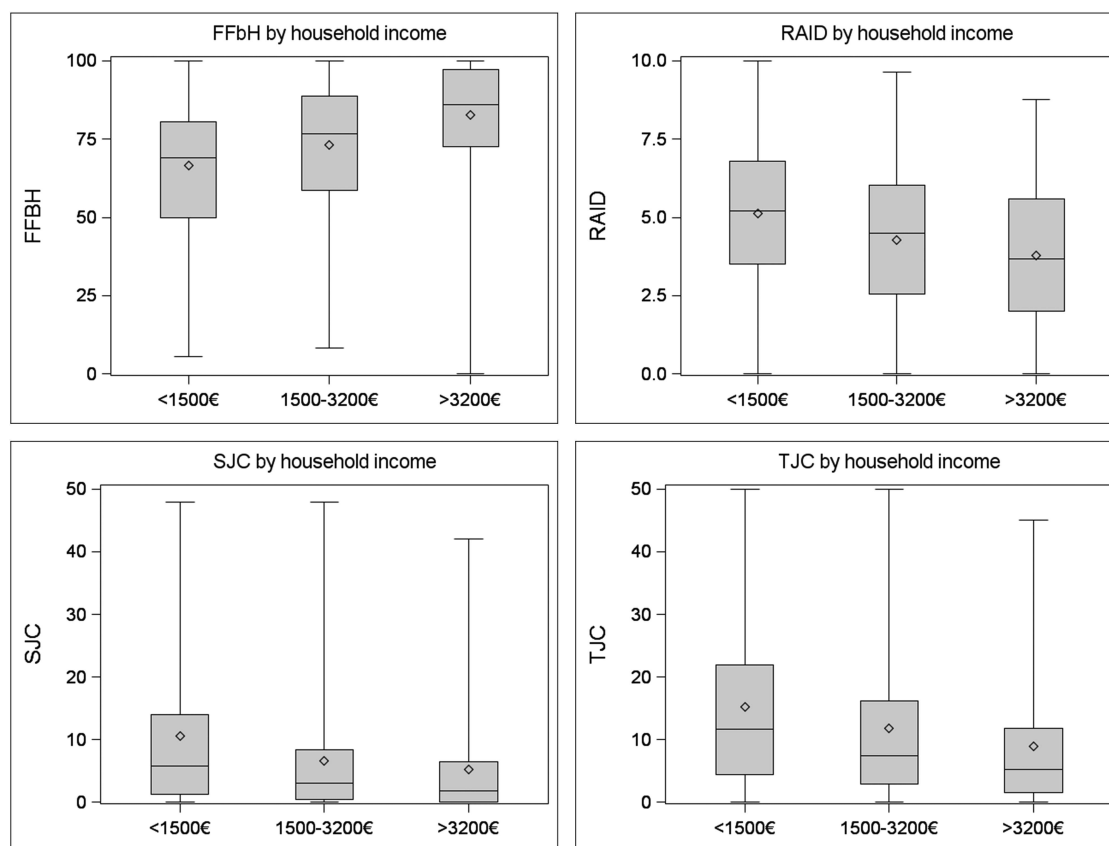 FFbH by household income
100
75
50
25
0
FFBH
<1500€ 1500-3200€ >3200€
RAID by household income
10.0
7.5
5.0
2.5
0.0
RAID
<1500€ 1500-3200€ >3200€
SJC by household income
50
40
30
20
10
0
SJC
<1500€ 1500-3200€ >3200€
TJC by household income
50
40
30
20
10
0
TJC
<1500€ 1500-3200€ >3200€